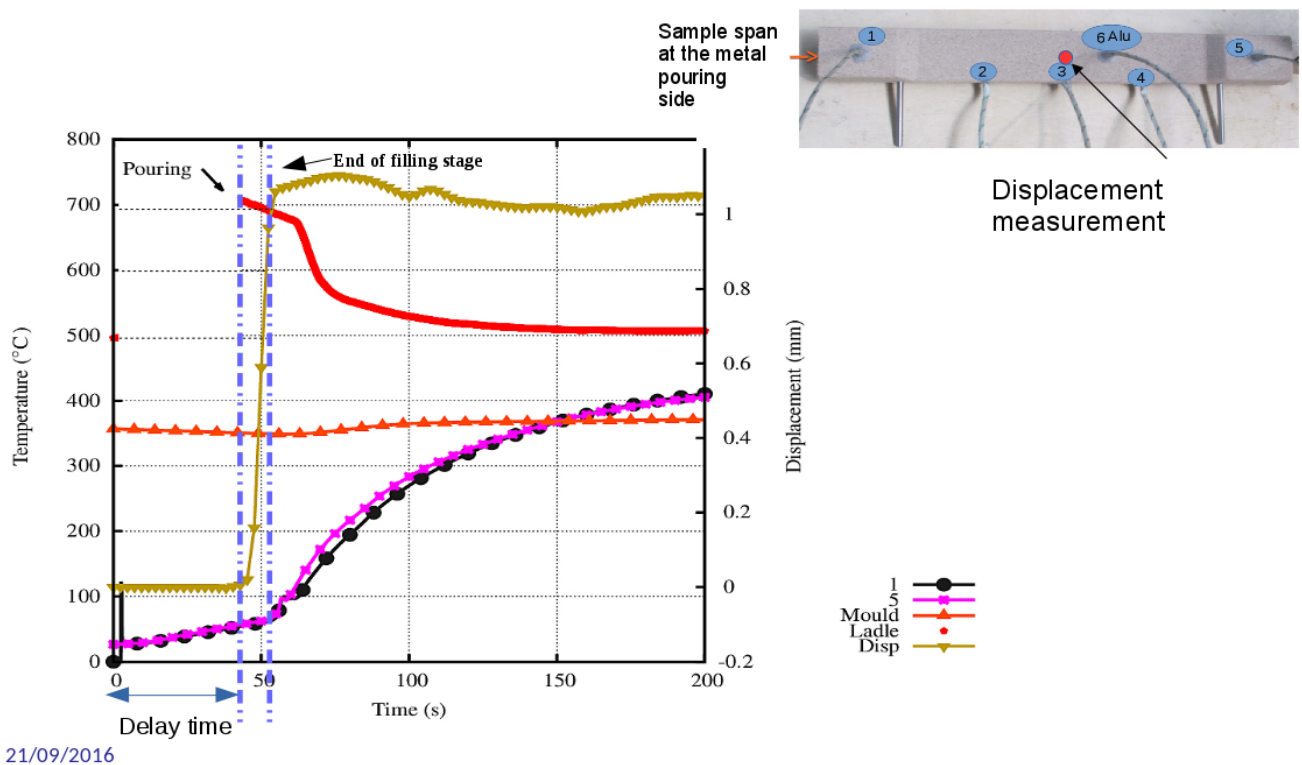 Sample span
at the metal
pouring
side
1
2
3
4
5
6 Alu
Displacement
measurement
Pouring
End of filling stage
Temperature (°C)
800
700
600
500
400
300
200
100
0
Displacement (mm)
1
0.8
0.6
0.4
0.2
0
-0.2
0
50
100
150
200
Time (s)
Delay time
1
5
Mould
Ladle
Disp
21/09/2016